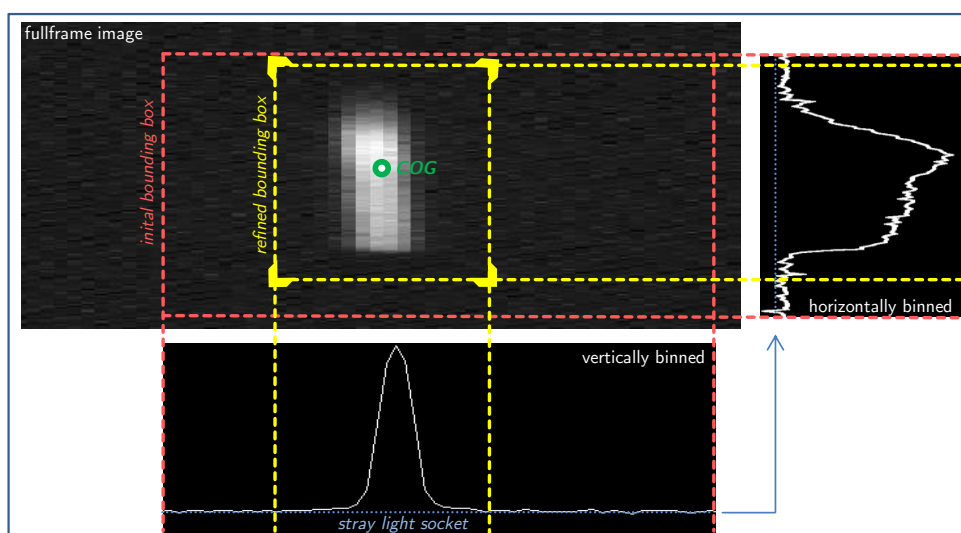 fullframe image
inital bounding box
refined bounding box
COG
horizontally binned
vertically binned
stray light socket